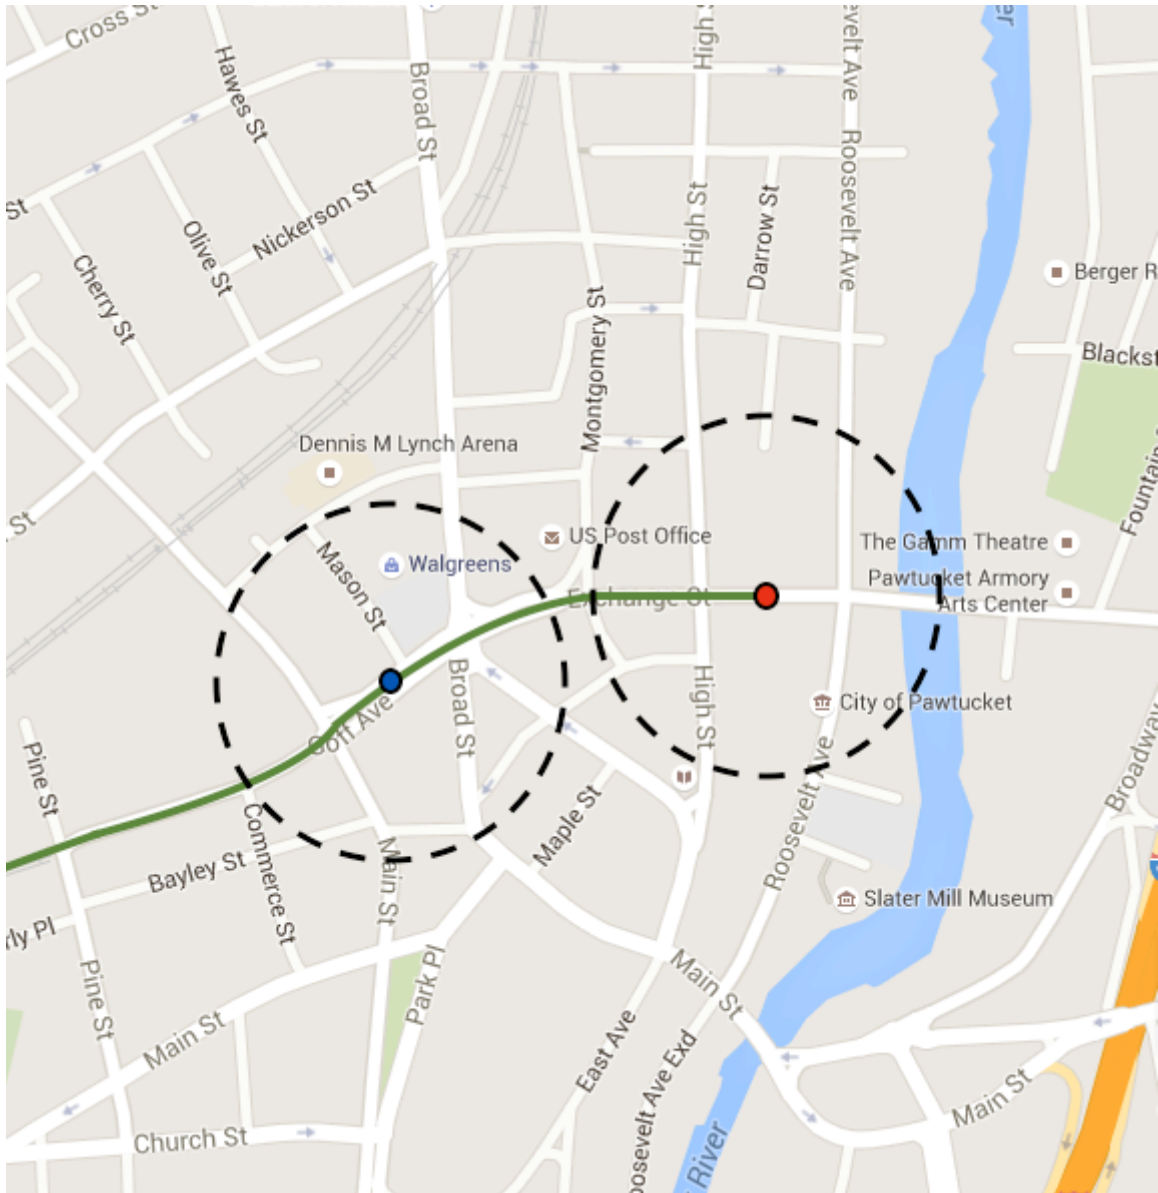 Cross St
Hawes St
Broad St
High St
evelt Ave
er
St
Olive St
Nickerson St
Cherry St
High St
Darrow St
Roosevelt Ave
Berger R
Montgomery St
Blackst
Dennis M Lynch Arena
Fountain
St
US Post Office
Walgreens
Mason St
The Gamm Theatre
Pawtucket Armory
Arts Center
Exchange St
Broad St
High St
City of Pawtucket
Goff Ave
Pine St
Broadway
Commerce St
Maple St
Roosevelt Ave
Bayley St
Main St
Slater Mill Museum
rly Pl
Pine St
Park Pl
Main St
Main St
East Ave
oosevelt Ave Exd
Main St
Church St
River